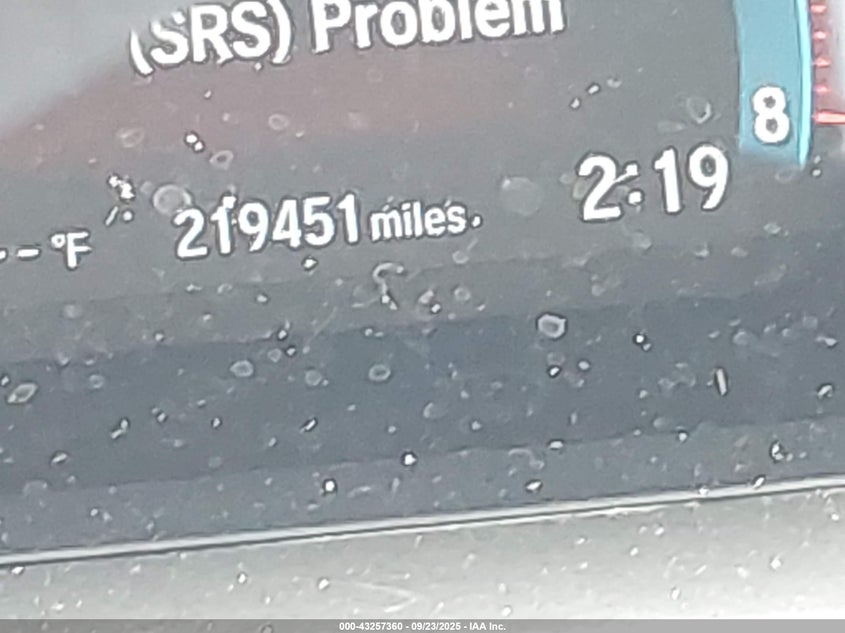 (SRS) Problem
8
2:19
219451 miles
-- °F
000-43257360 - 09/23/2025 - IAA Inc.